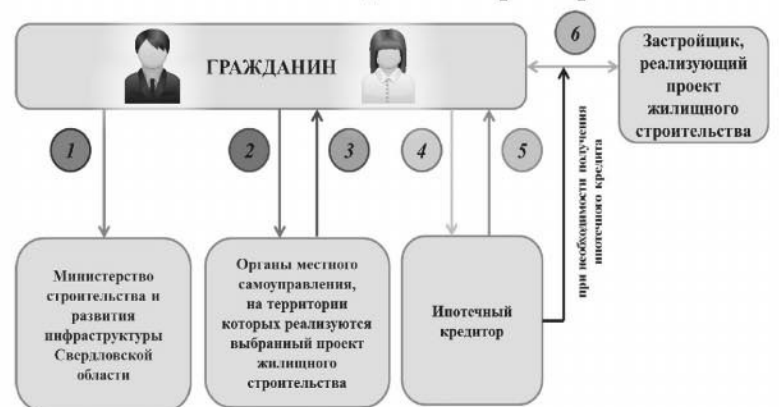 6
ГРАЖДАНИН
Застройщик,
реализующий
проект
жилищного
строительства
1
2
3
4
5
при необходимости получения
ипотечного кредита
Министерство
строительства и
развития
инфраструктуры
Свердловской
области
Органы местного
самоуправления,
на территории
которых реализуются
выбранный проект
жилищного
строительства
Ипотечный
кредитор